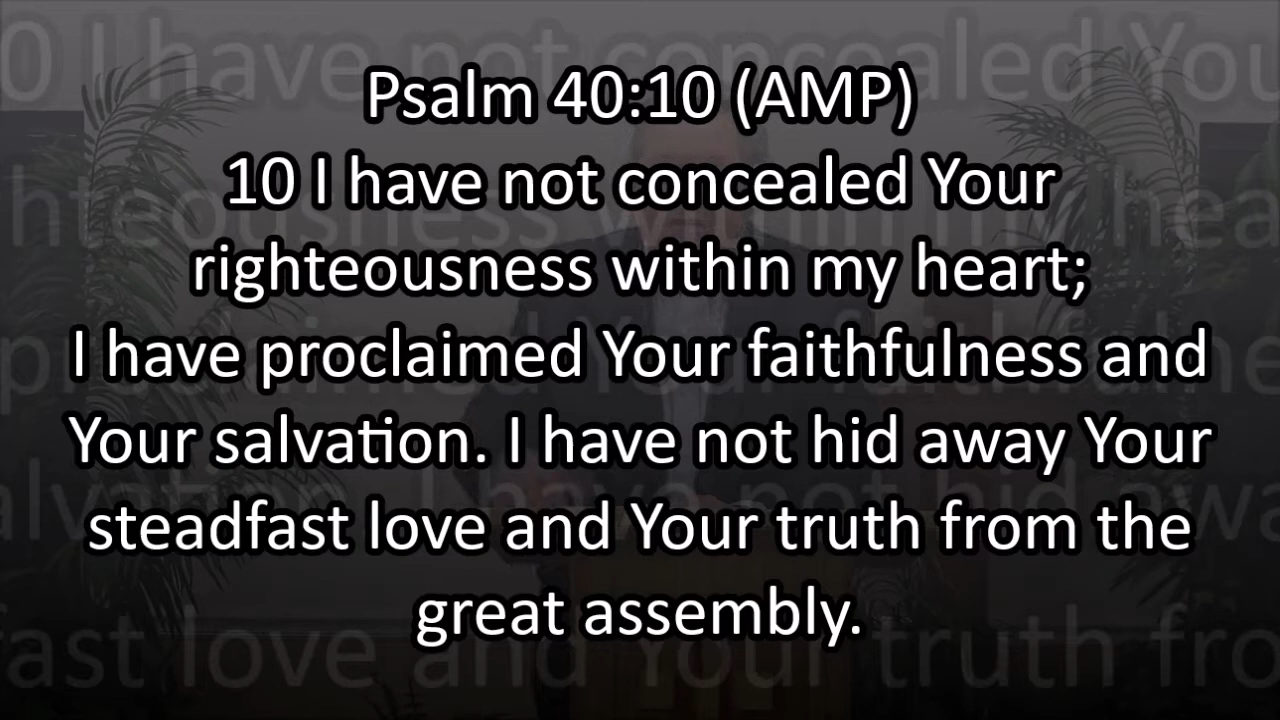 Psalm 40:10 (AMP)
10 I have not concealed Your
righteousness within my heart;
I have proclaimed Your faithfulness and
Your salvation. I have not hid away Your
steadfast love and Your truth from the
great assembly.